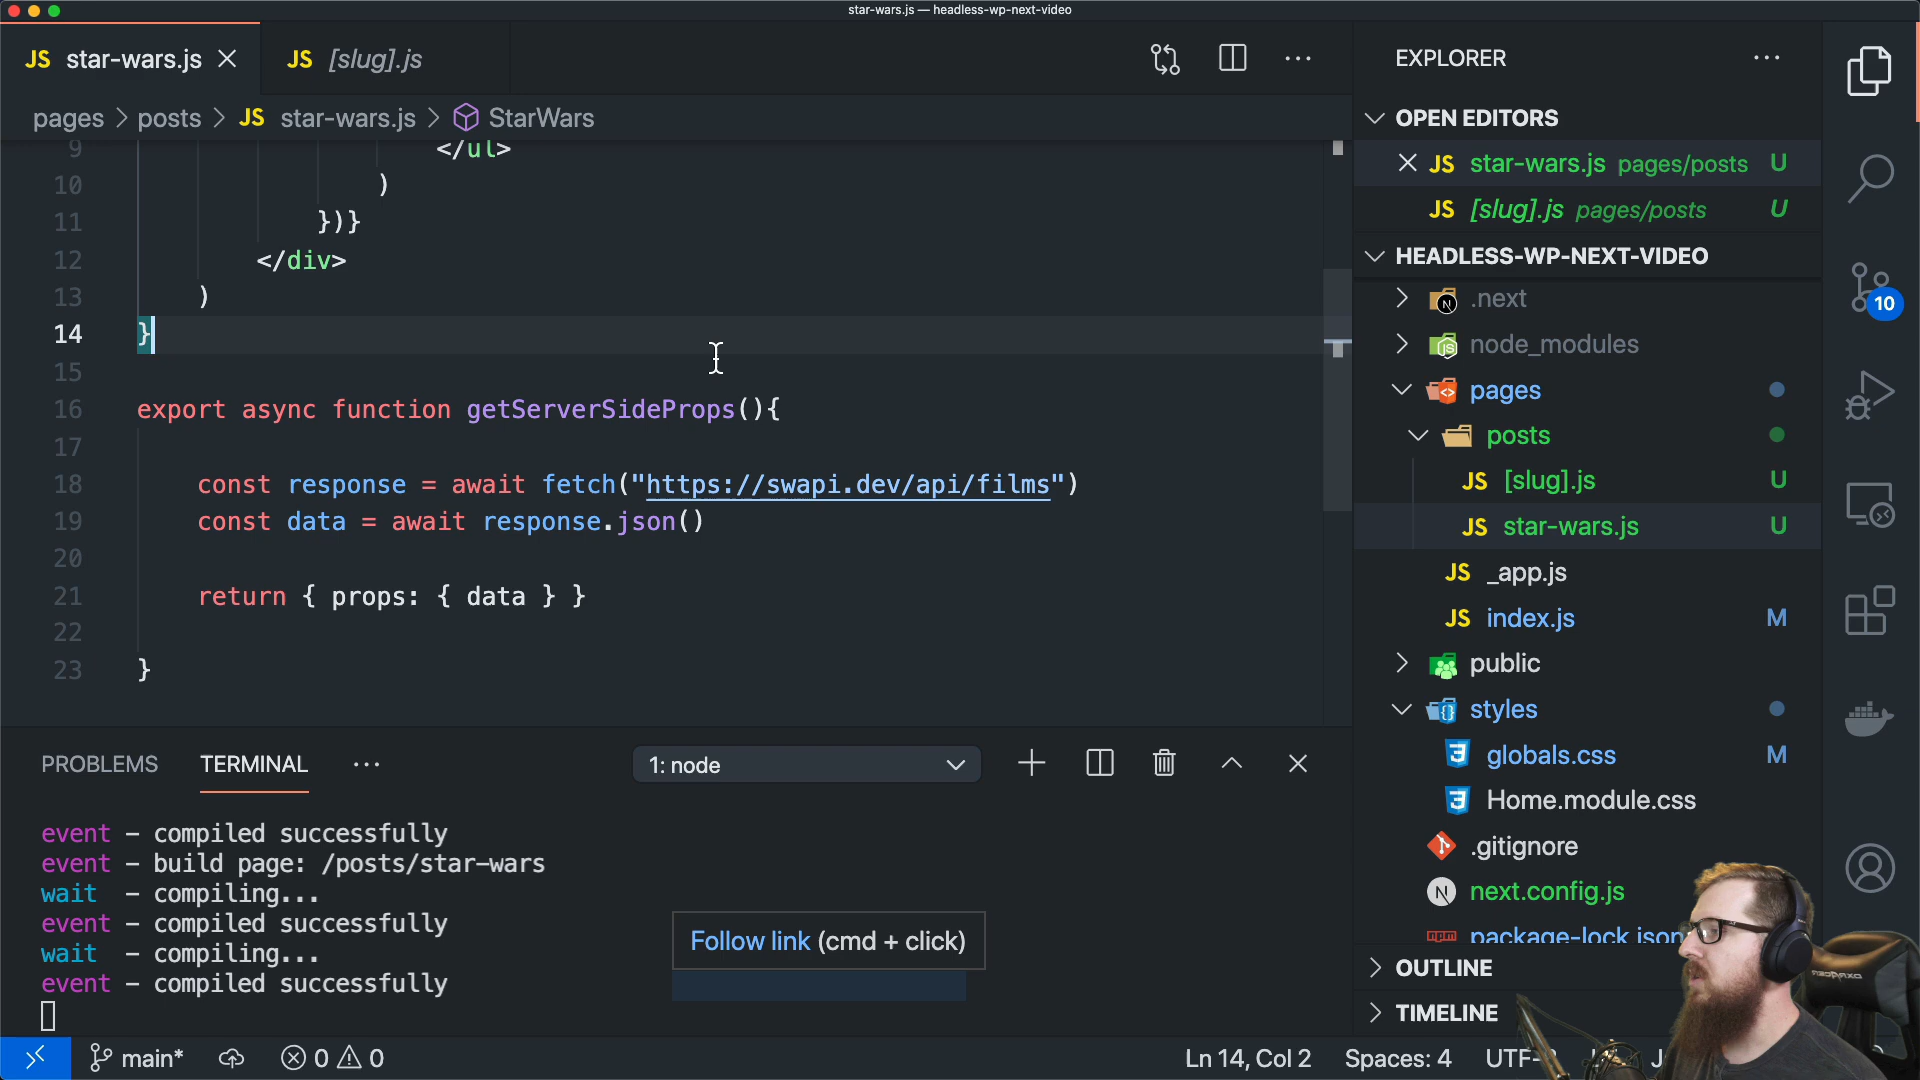 star-wars.js — headless-wp-next-video
JS star-wars.js
JS [slug].js
pages > posts > JS star-wars.js > StarWars
9 </ul>
10 )
11 })}
12 </div>
13 )
14 }
15
16 export async function getServerSideProps(){
17
18 const response = await fetch("https://swapi.dev/api/films")
19 const data = await response.json()
20
21 return { props: { data } }
22
23 }
PROBLEMS
TERMINAL
1: node
event - compiled successfully
event - build page: /posts/star-wars
wait - compiling...
event - compiled successfully
wait - compiling...
event - compiled successfully
Follow link (cmd + click)
main*
0
0
Ln 14, Col 2
Spaces: 4
EXPLORER
OPEN EDITORS
JS star-wars.js pages/posts U
JS [slug].js pages/posts U
HEADLESS-WP-NEXT-VIDEO
.next
node_modules
pages
posts
JS [slug].js U
JS star-wars.js U
JS _app.js
JS index.js M
public
styles
globals.css M
Home.module.css
.gitignore
N next.config.js
package-lock.json
OUTLINE
TIMELINE
10